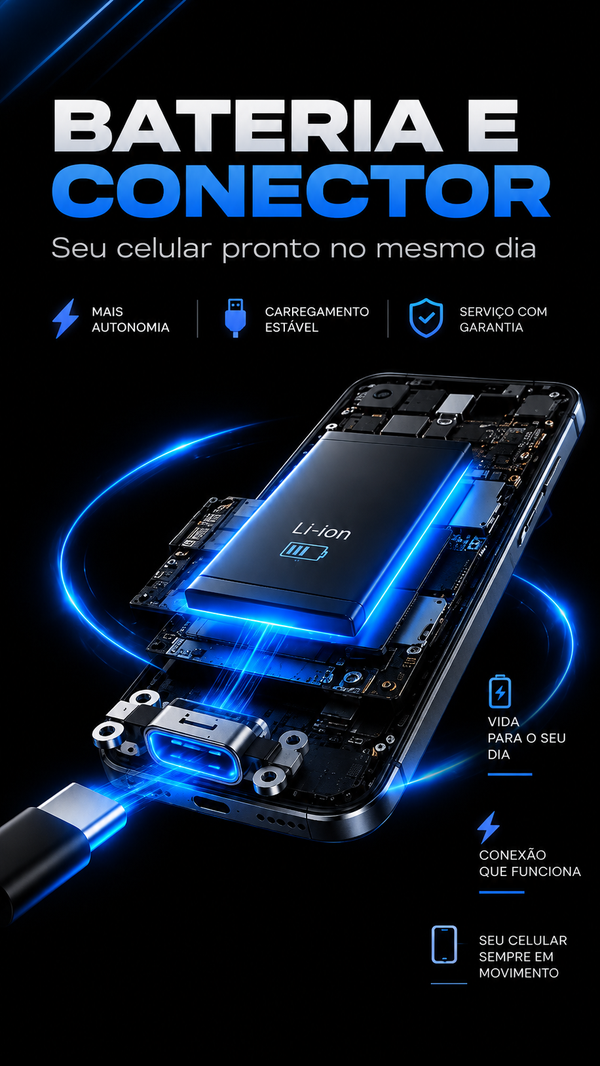 BATERIA E
CONECTOR
Seu celular pronto no mesmo dia
MAIS
AUTONOMIA
CARREGAMENTO
ESTÁVEL
SERVIÇO COM
GARANTIA
Li-ion
VIDA
PARA O SEU
DIA
CONEXÃO
QUE FUNCIONA
SEU CELULAR
SEMPRE EM
MOVIMENTO